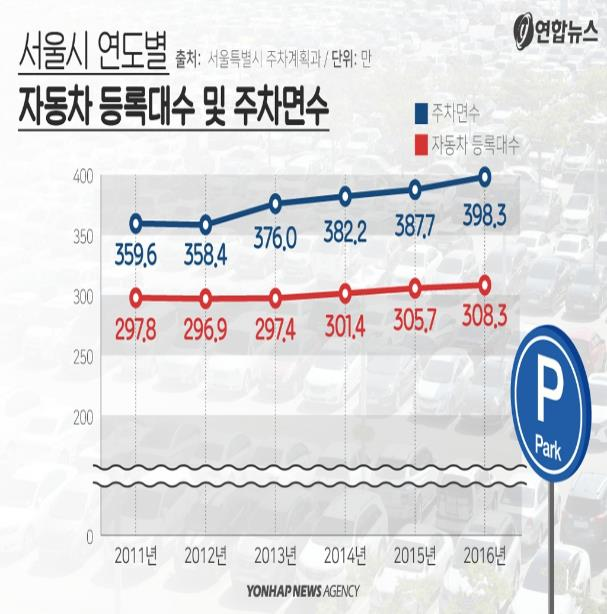 연합뉴스
서울시 연도별 출처: 서울특별시 주차계획과 / 단위: 만
자동차 등록대수 및 주차면수
주차면수
자동차 등록대수
400
350
300
250
200
0
359.6 358.4 376.0 382.2 387.7 398.3
297.8 296.9 297.4 301.4 305.7 308.3
P
Park
2011년 2012년 2013년 2014년 2015년 2016년
YONHAP NEWS AGENCY